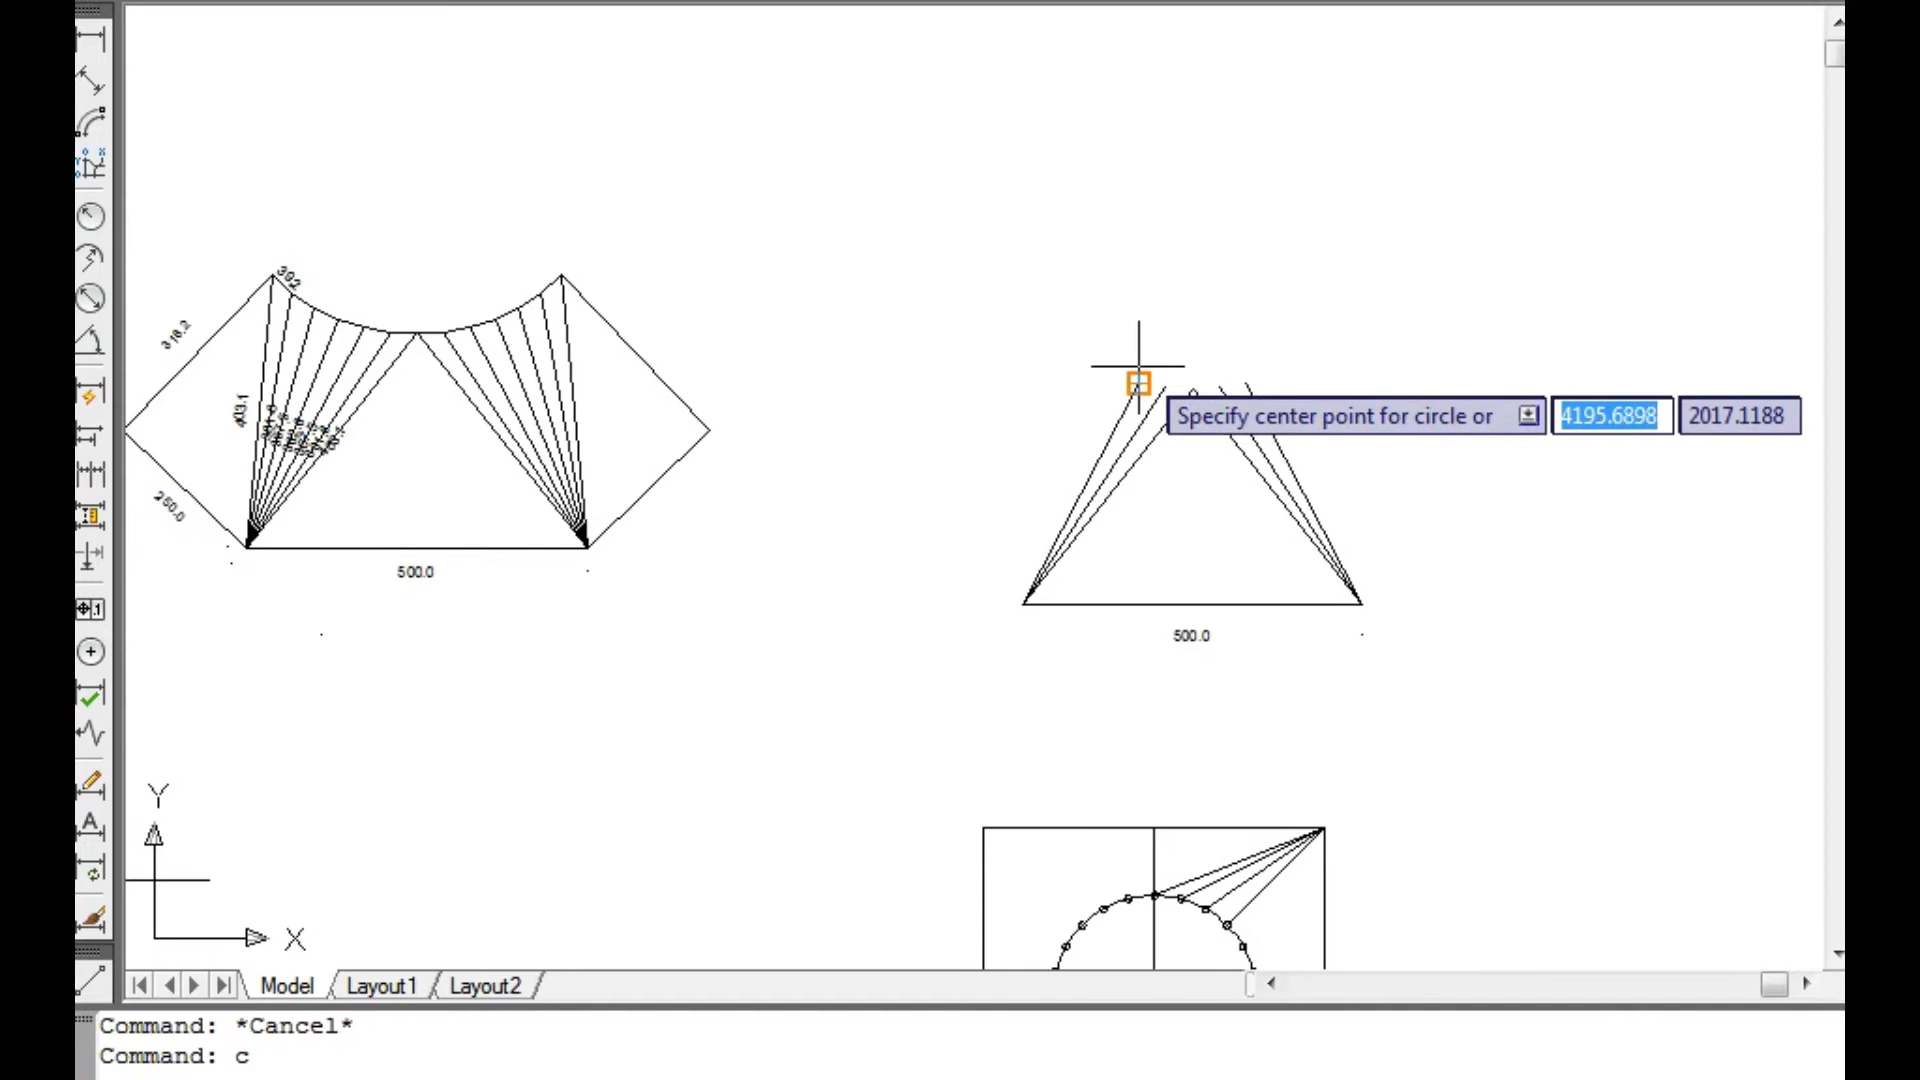 392
318.2
403.1
250.0
500.0
Specify center point for circle or 4195.6898 2017.1188
500.0
Y
X
Model Layout1 Layout2
Command: *Cancel*
Command: c